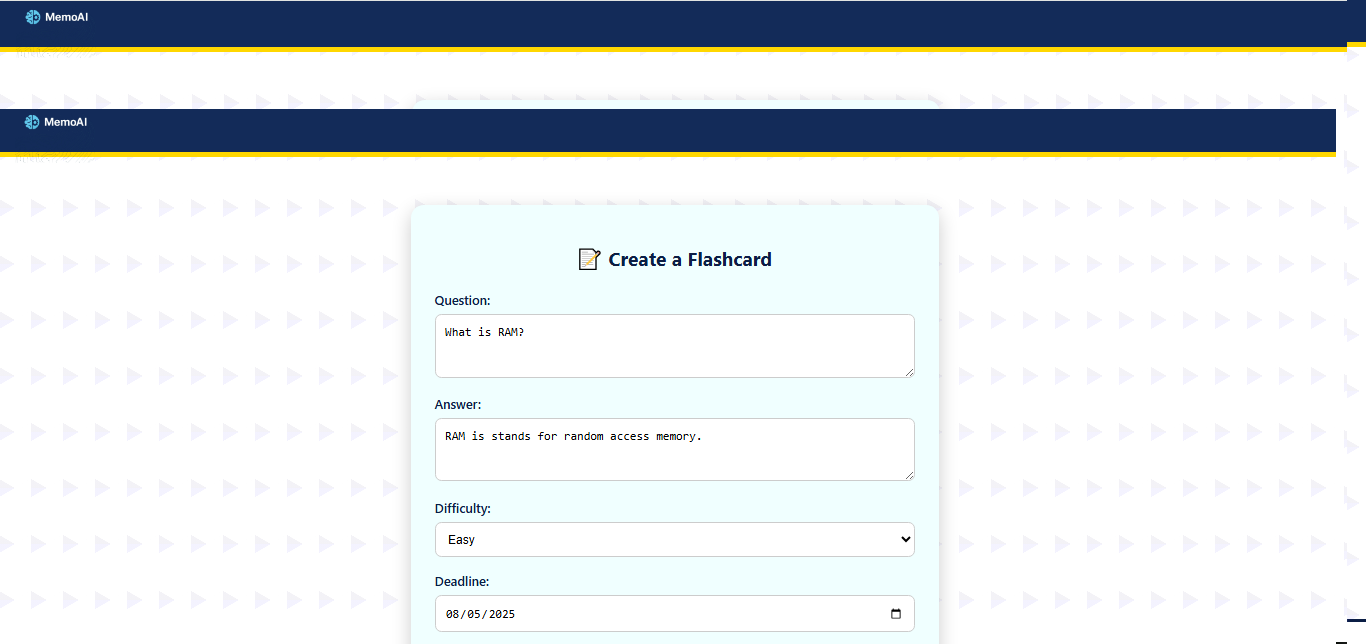 MemoAI
MemoAI
Create a Flashcard
Question:
What is RAM?
Answer:
RAM is stands for random access memory.
Difficulty:
Easy
Deadline:
08/05/2025